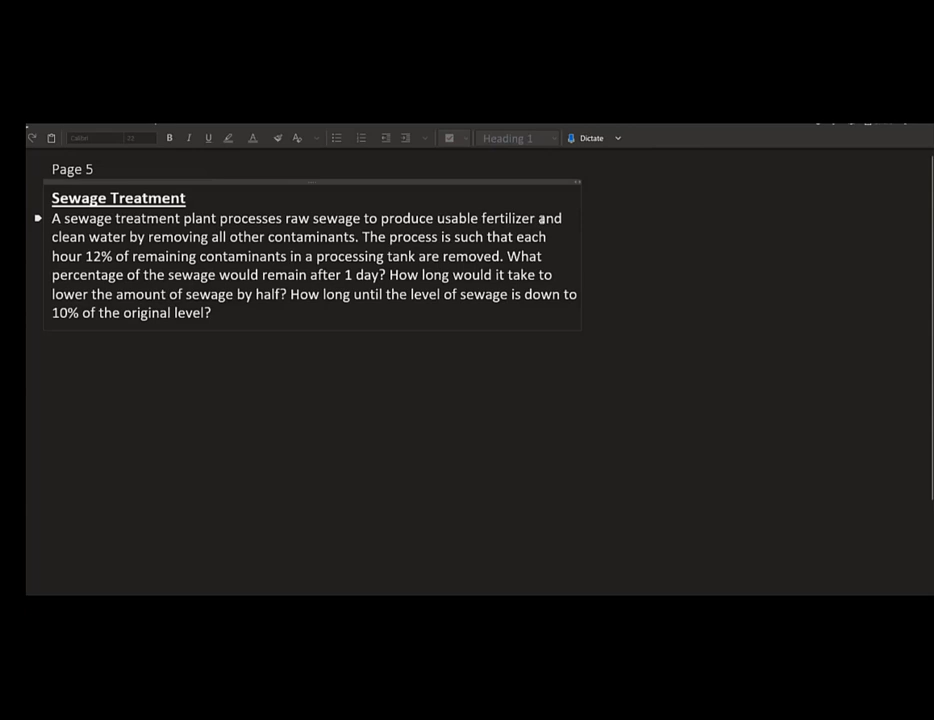 Calibri 22 B I U A A Heading 1 Dictate
Page 5
Sewage Treatment
A sewage treatment plant processes raw sewage to produce usable fertilizer and
clean water by removing all other contaminants. The process is such that each
hour 12% of remaining contaminants in a processing tank are removed. What
percentage of the sewage would remain after 1 day? How long would it take to
lower the amount of sewage by half? How long until the level of sewage is down to
10% of the original level?